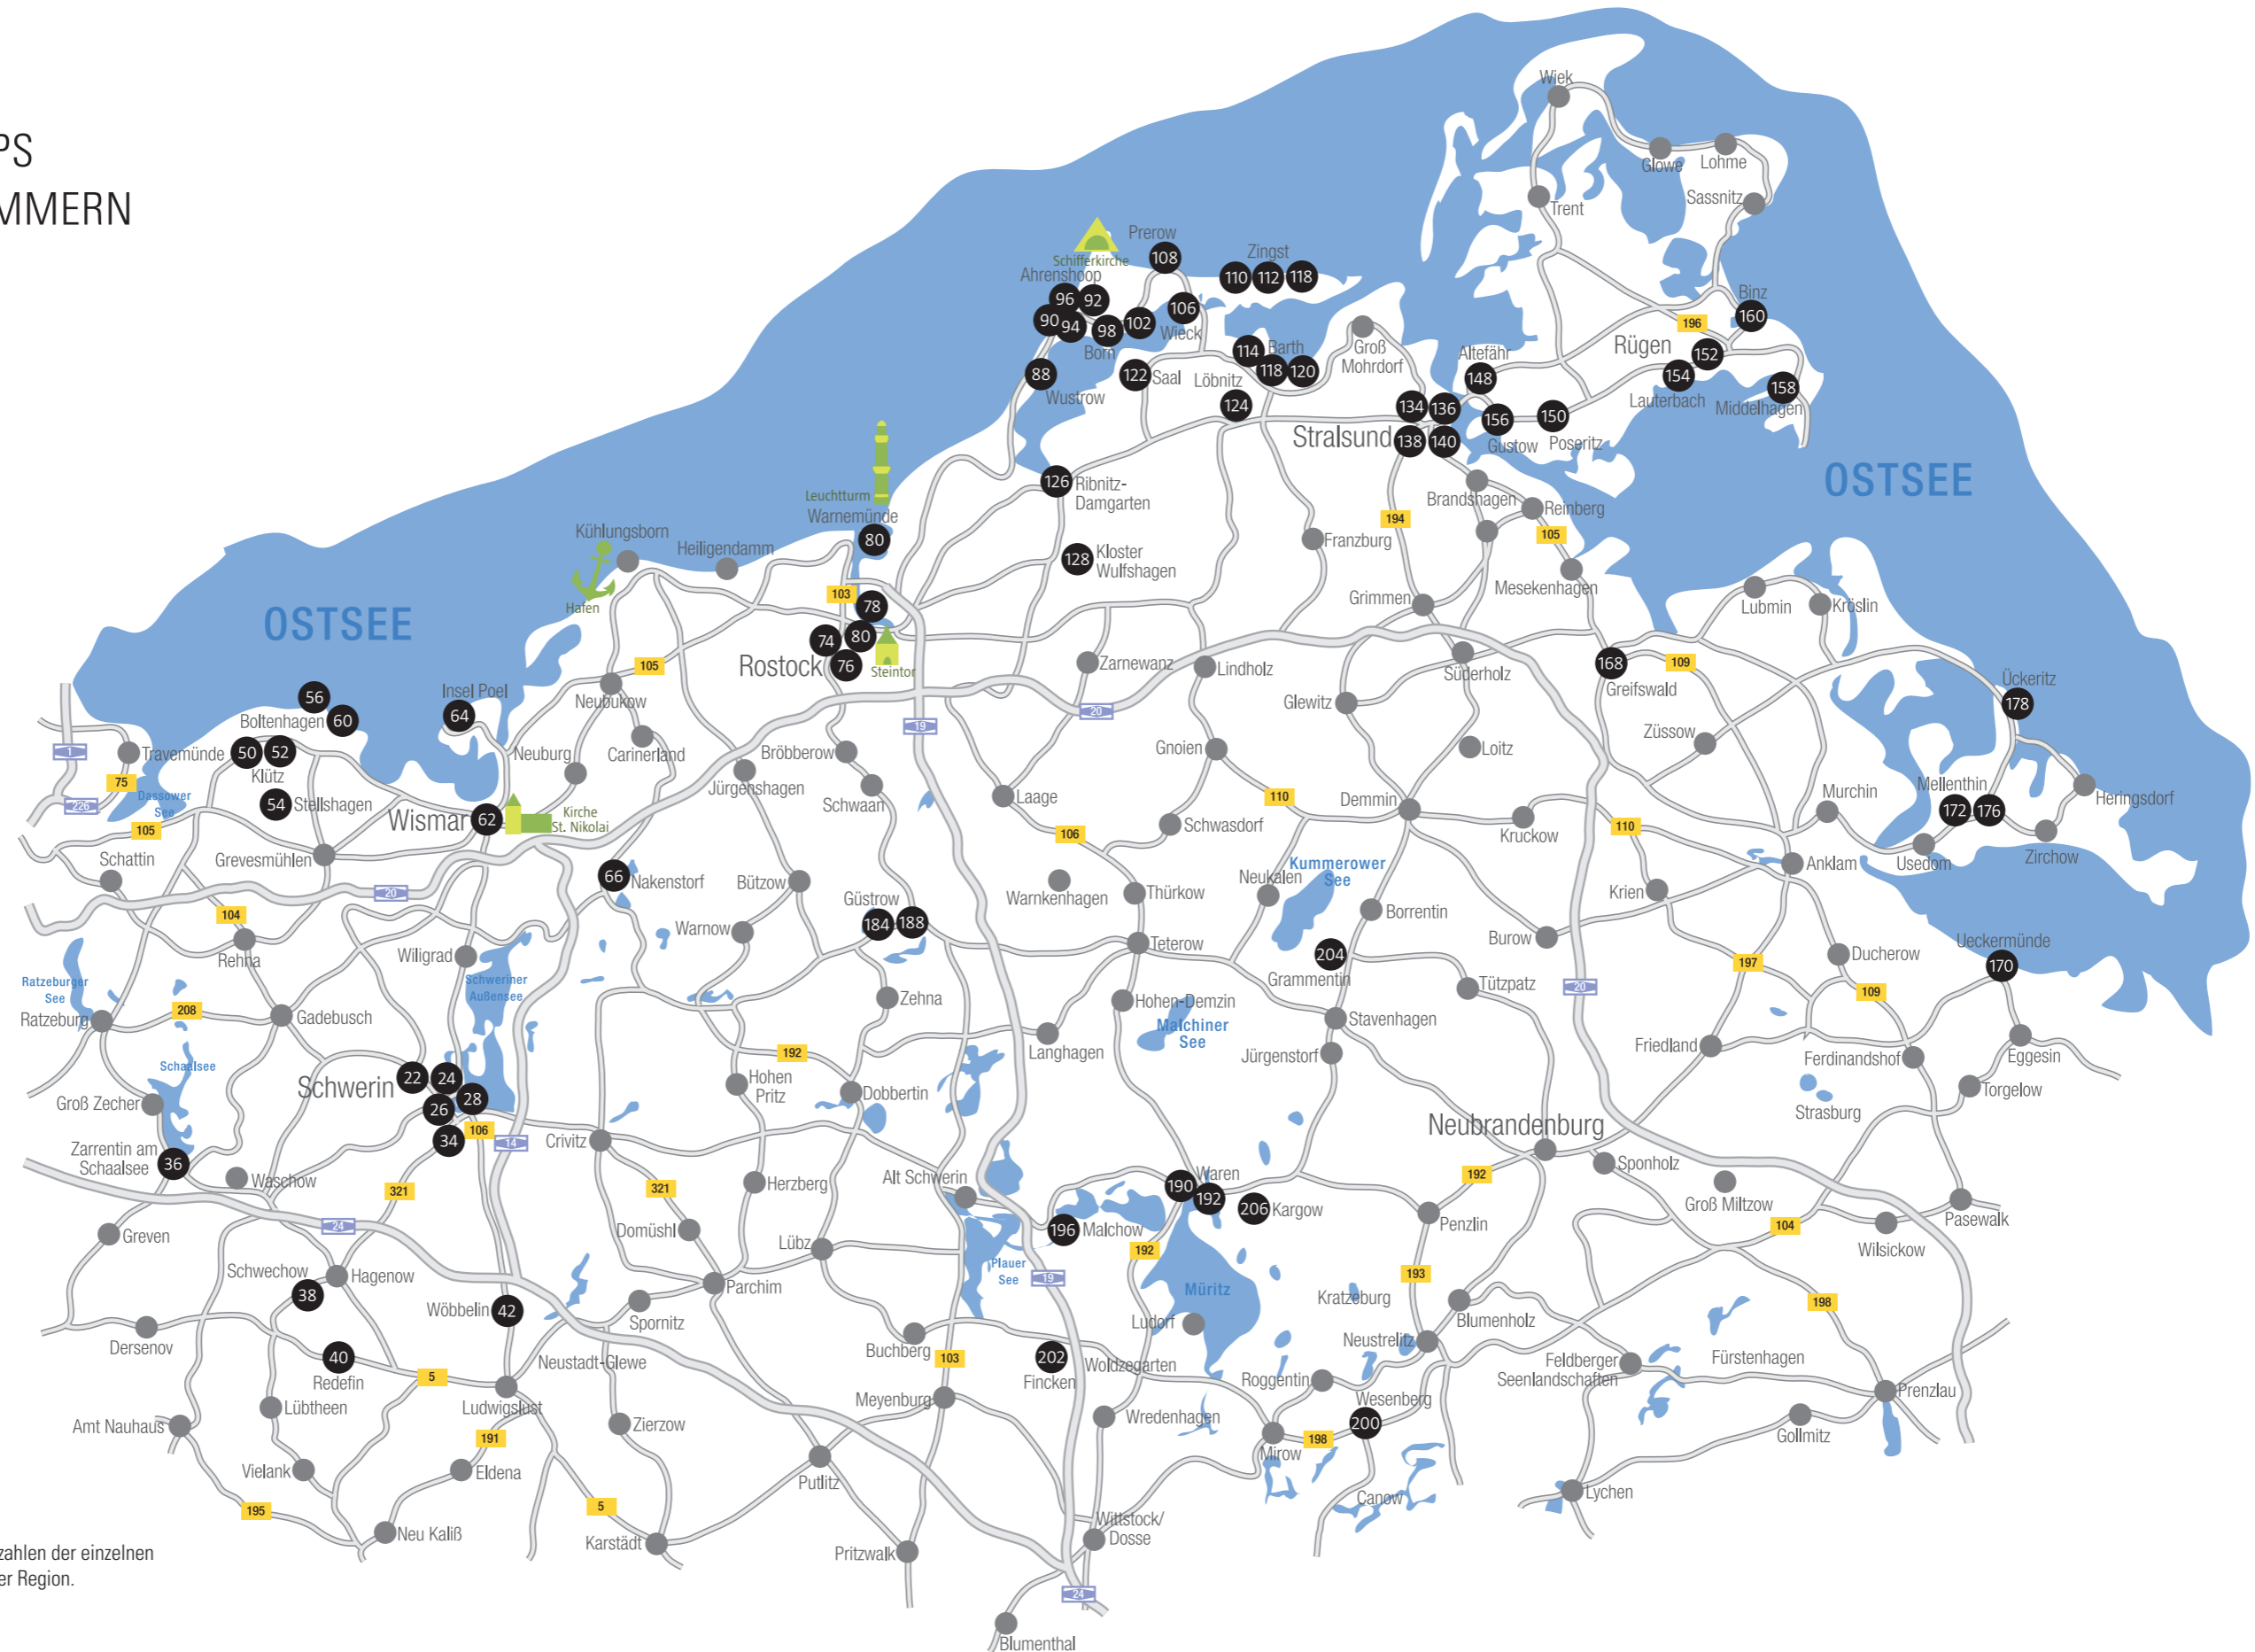 PS
MMERN
Wiek
Glowe
Lohme
Sassnitz
Trent
Prerow
108
Schifferkirche
Ahrenshoop
Zingst
110
112
118
96
92
90
94
98
102
106
Born
Wieck
Binz
160
196
Rügen
152
154
Lauterbach
158
Middelhagen
Groß
Mohrdorf
Altefähr
148
114
Barth
118
120
88
Wustrow
122
Saal
Löbnitz
124
134
136
Stralsund
138
140
156
Gustow
150
Poseritz
OSTSEE
126
Ribnitz-
Damgarten
Brandshagen
Reinberg
194
105
Leuchtturm
Warnemünde
80
Kühlungsborn
Heiligendamm
Hafen
128
Kloster
Wulfshagen
Franzburg
Mesekenhagen
OSTSEE
103
78
74
80
Rostock
76
Steintor
Grimmen
Lubmin
Kröslin
105
Zarnewanz
Lindholz
Süderholz
168
Greifswald
109
Ückeritz
178
56
Boltenhagen
60
Insel Poel
64
Neubukow
19
20
Glewitz
Züssow
1
Travemünde
50
52
Klütz
Neuburg
Carinerland
Bröbberow
Gnoien
Loitz
75
226
Dassower
See
54
Stellshagen
Jürgenshagen
Schwaan
Laage
110
Demmin
Mellenthin
172
176
Murchin
Heringsdorf
105
Wismar
62
Kirche
St. Nikolai
106
Schwasdorf
Kruckow
110
Usedom
Zirchow
Schattin
Grevesmühlen
Kummerower
See
Anklam
20
66
Nakenstorf
Bützow
Warnkenhagen
Thürkow
Neukalen
Krien
104
Güstrow
184
188
Warnow
Borrentin
Burow
Rehna
Wiligrad
Teterow
204
Grammentin
Ducherow
Ueckermünde
170
197
Ratzeburger
See
Schweriner
Außensee
Tützpatz
20
109
208
Ratzeburg
Gadebusch
Zehna
Hohen-Demzin
Malchiner
See
Stavenhagen
Langhagen
Jürgenstorf
Friedland
Ferdinandshof
Eggesin
Schaalsee
192
Schwerin
22
24
26
28
Hohen
Pritz
Dobbertin
Torgelow
Strasburg
Groß Zecher
106
34
14
Crivitz
Neubrandenburg
Zarrentin am
Schaalsee
36
Waschow
Sponholz
321
321
Herzberg
Alt Schwerin
190
Waren
192
206
Kargow
192
Groß Miltzow
Pasewalk
Greven
24
Domüshl
Lübz
196
Malchow
192
Penzlin
104
Wilsickow
Schwechow
38
Hagenow
Parchim
Plauer
See
19
Müritz
193
Kratzeburg
Wöbbelin
42
Spornitz
Ludorf
Blumenholz
198
Dersenov
Buchberg
Neustrelitz
40
Redefin
Neustadt-Glewe
103
202
Fincken
Woldzegarten
Roggentin
Feldberger
Seenlandschaften
Fürstenhagen
5
Lübtheen
Ludwigslust
Meyenburg
Wredenhagen
Wesenberg
200
Prenzlau
Amt Nauhaus
Zierzow
191
Mirow
198
Gollmitz
Vielank
Eldena
Putlitz
Canow
Lychen
195
5
Neu Kaliß
Karstädt
Pritzwalk
Wittstock/
Dosse
zahlen der einzelnen
er Region.
24
Blumenthal